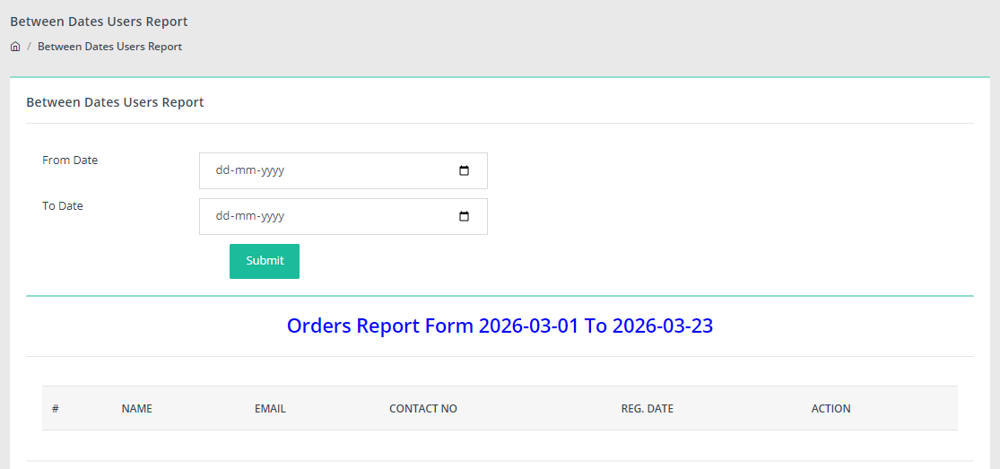 Between Dates Users Report
/ Between Dates Users Report
Between Dates Users Report
From Date
dd-mm-yyyy
To Date
dd-mm-yyyy
Submit
Orders Report Form 2026-03-01 To 2026-03-23
# NAME EMAIL CONTACT NO REG. DATE ACTION